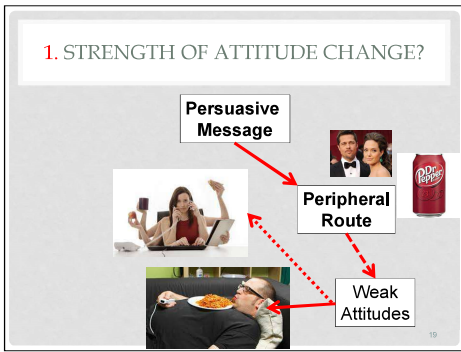 1. STRENGTH OF ATTITUDE CHANGE?
Persuasive
Message
Dr
Pepper
Peripheral
Route
Weak
Attitudes
19